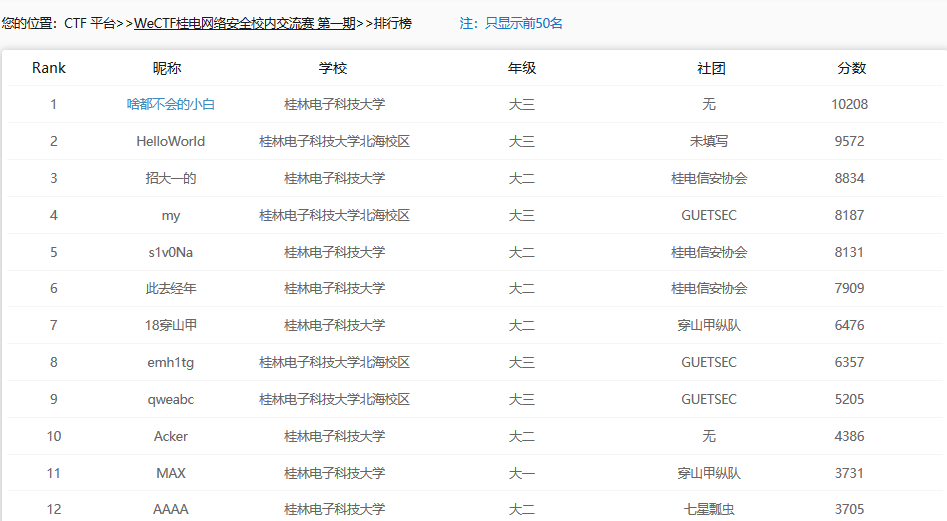 您的位置：CTF 平台>>WeCTF桂电网络安全校内交流赛 第一期>>排行榜 注：只显示前50名
Rank 昵称 学校 年级 社团 分数
1 啥都不会的小白 桂林电子科技大学 大三 无 10208
2 HelloWorld 桂林电子科技大学北海校区 大三 未填写 9572
3 招大一的 桂林电子科技大学 大二 桂电信安协会 8834
4 my 桂林电子科技大学北海校区 大三 GUETSEC 8187
5 s1v0Na 桂林电子科技大学 大二 桂电信安协会 8131
6 此去经年 桂林电子科技大学 大二 桂电信安协会 7909
7 18穿山甲 桂林电子科技大学 大二 穿山甲纵队 6476
8 emh1tg 桂林电子科技大学北海校区 大三 GUETSEC 6357
9 qweabc 桂林电子科技大学北海校区 大三 GUETSEC 5205
10 Acker 桂林电子科技大学 大二 无 4386
11 MAX 桂林电子科技大学 大一 穿山甲纵队 3731
12 AAAA 桂林电子科技大学 大二 七星瓢虫 3705